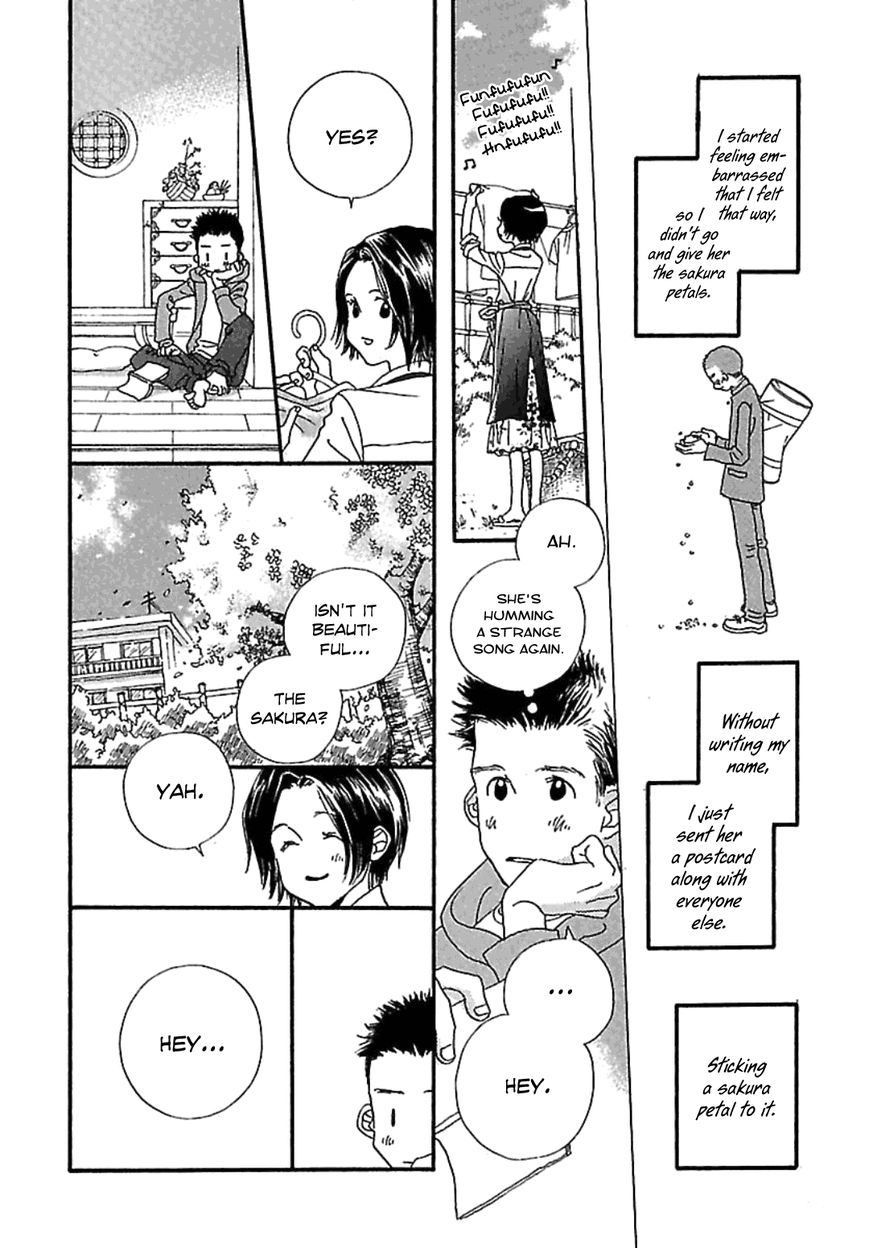 I started
feeling em-
barrassed
that I felt
that way,
so I
didn't go
and give her
the sakura
petals.
Without
writing my
name,
I just
sent her
a postcard
along with
everyone
else.
Sticking
a sakura
petal to it.
Funfufufun
Fufufufu!!
Fufufufu!!
Hnfufufu!!
AH.
SHE'S
HUMMING
A STRANGE
SONG AGAIN.
...
HEY.
YES?
ISN'T IT
BEAUTI-
FUL...
THE
SAKURA?
YAH.
HEY...